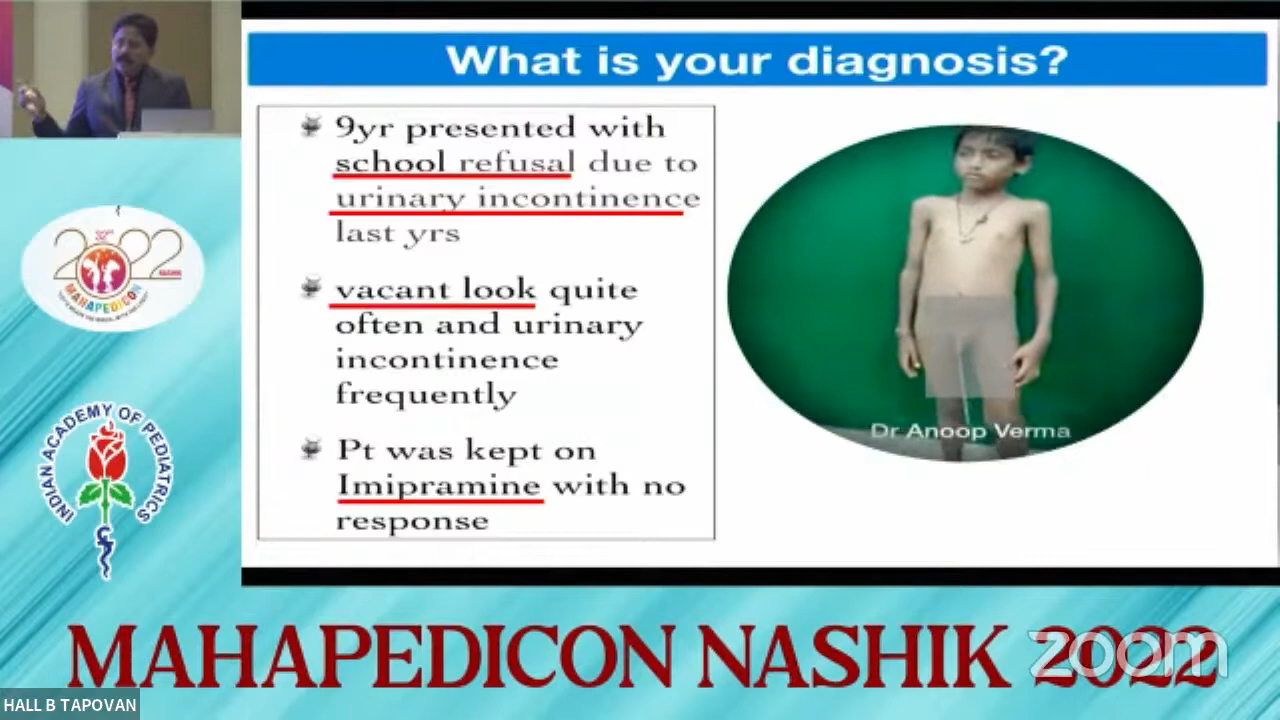 What is your diagnosis?
9yr presented with
school refusal due to
urinary incontinence
last yrs
vacant look quite
often and urinary
incontinence
frequently
Pt was kept on
Imipramine with no
response
Dr Anoop Verma
2022
NASHIK
MAHAPEDICON
INDIAN ACADEMY OF PEDIATRICS
MAHAPEDICON NASHIK 2022
zoom
HALL B TAPOVAN